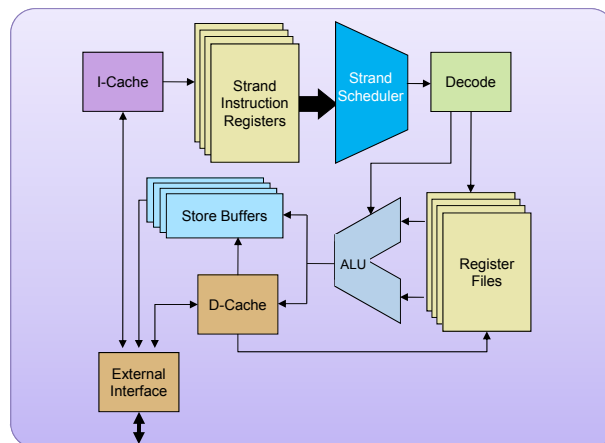 I-Cache
Strand
Instruction
Registers
Strand
Scheduler
Decode
Store Buffers
ALU
Register
Files
D-Cache
External
Interface